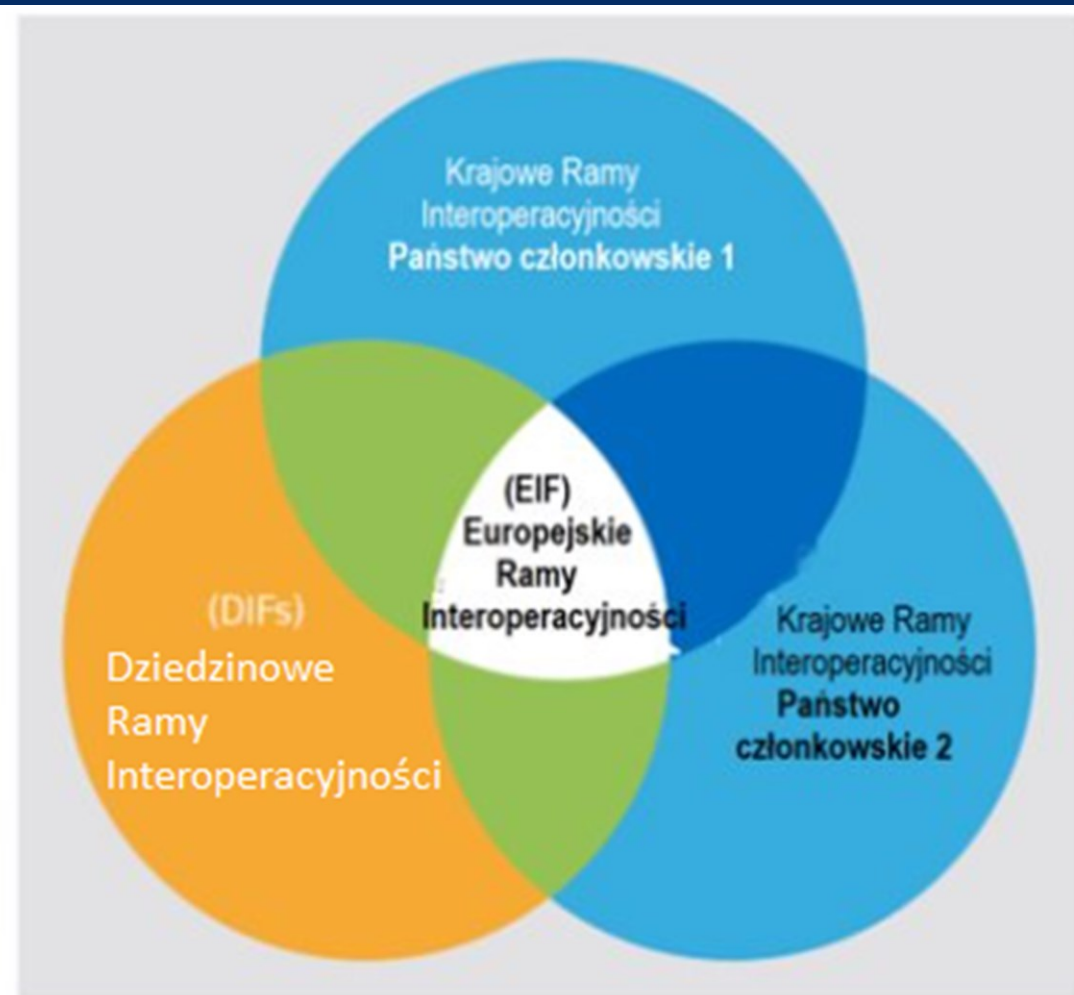 Krajowe Ramy
Interoperacyjności
Państwo członkowskie 1
(EIF)
Europejskie
Ramy
Interoperacyjności
(DIFs)
Dziedzinowe
Ramy
Interoperacyjności
Krajowe Ramy
Interoperacyjności
Państwo
członkowskie 2